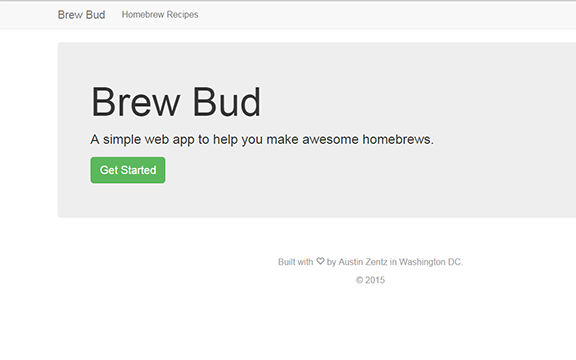 Brew Bud Homebrew Recipes
Brew Bud
A simple web app to help you make awesome homebrews.
Get Started
Built with ♡ by Austin Zentz in Washington DC.
© 2015